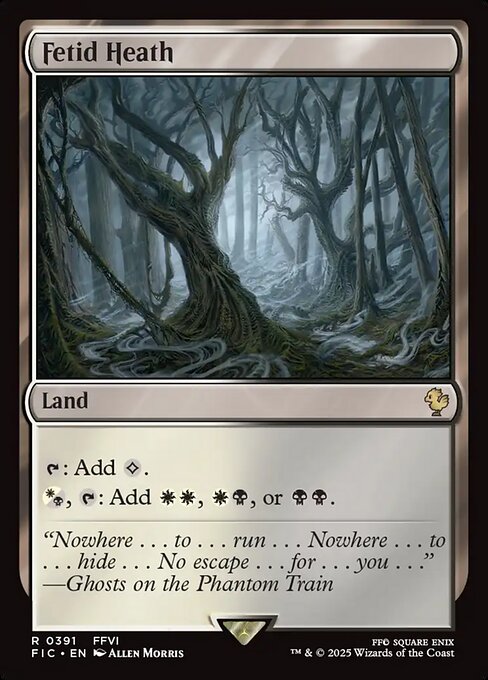 Fetid Heath
Land
: Add .
, : Add , , or .
“Nowhere . . . to . . . run . . . Nowhere . . . to
. . . hide . . . No escape . . . for . . . you . . .”
—Ghosts on the Phantom Train
R 0391 FFVI
FIC • EN Allen Morris
FF© SQUARE ENIX
™ & © 2025 Wizards of the Coast